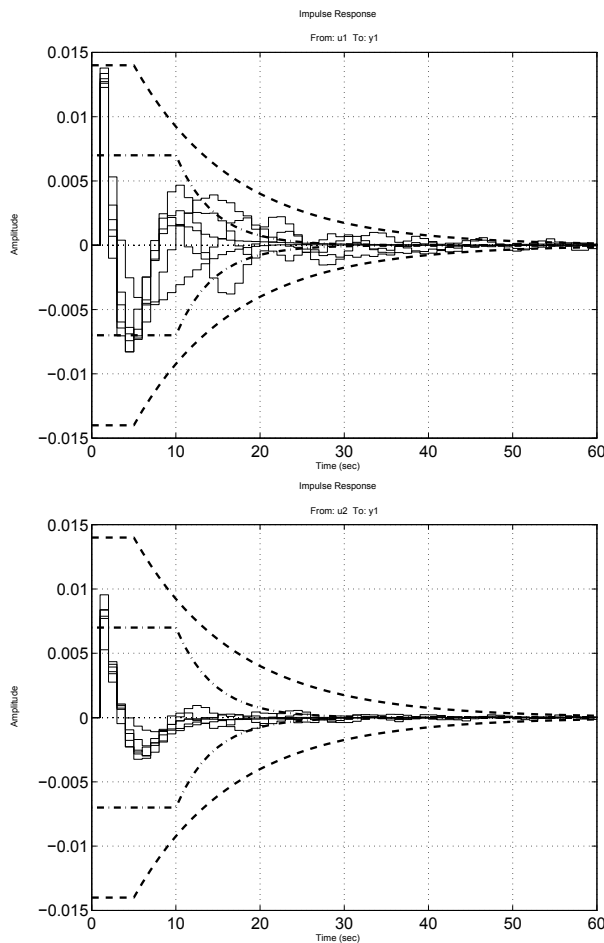 Impulse Response
From: u1 To: y1
0.015
0.01
0.005
0
−0.005
−0.01
−0.015
Amplitude
0 10 20 30 40 50 60
Time (sec)
Impulse Response
From: u2 To: y1
0.015
0.01
0.005
0
−0.005
−0.01
−0.015
Amplitude
0 10 20 30 40 50 60
Time (sec)